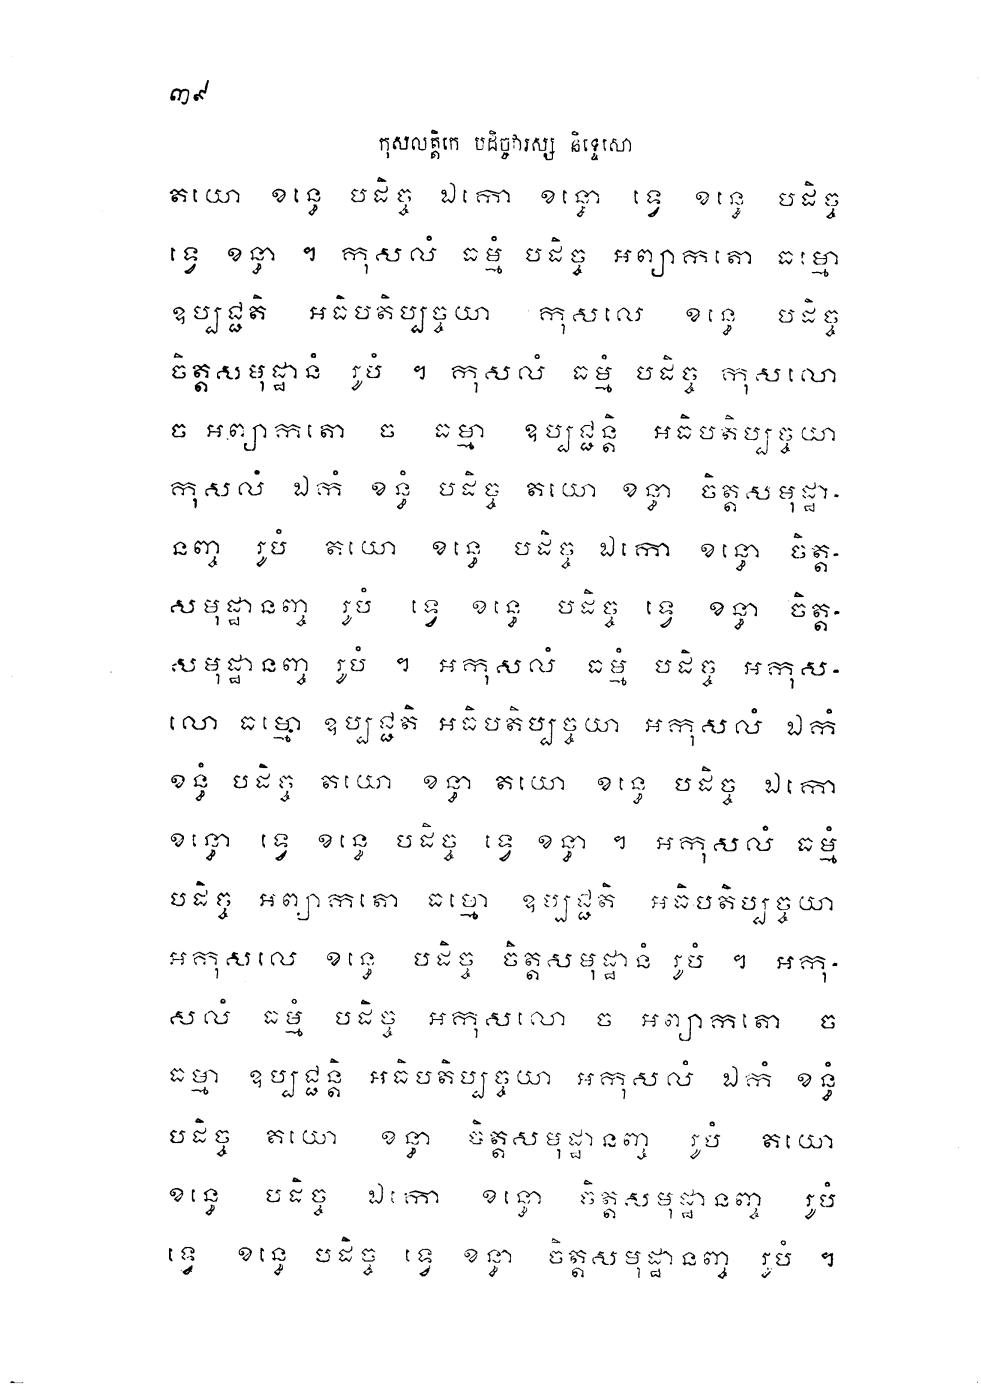 ៣៩
កុសលត្តិកេ បដិច្ចវារស្ស និទ្ទេសោ
តយោ ខន្ធេ បដិច្ច ឯកោ ខន្ធោ ទ្វេ ខន្ធេ បដិច្ច
ទ្វេ ខន្ធា ។ កុសលំ ធម្មំ បដិច្ច អព្យាកតោ ធម្មោ
ឧប្បជ្ជតិ អធិបតិប្បច្ចយា កុសលេ ខន្ធេ បដិច្ច
ចិត្តសមុដ្ឋានំ រូបំ ។ កុសលំ ធម្មំ បដិច្ច កុសលោ
ច អព្យាកតោ ច ធម្មា ឧប្បជ្ជន្តិ អធិបតិប្បច្ចយា
កុសលំ ឯកំ ខន្ធំ បដិច្ច តយោ ខន្ធា ចិត្តសមុដ្ឋា-
នញ្ច រូបំ តយោ ខន្ធេ បដិច្ច ឯកោ ខន្ធោ ចិត្ត-
សមុដ្ឋានញ្ច រូបំ ទ្វេ ខន្ធេ បដិច្ច ទ្វេ ខន្ធា ចិត្ត-
សមុដ្ឋានញ្ច រូបំ ។ អកុសលំ ធម្មំ បដិច្ច អកុស-
លោ ធម្មោ ឧប្បជ្ជតិ អធិបតិប្បច្ចយា អកុសលំ ឯកំ
ខន្ធំ បដិច្ច តយោ ខន្ធា តយោ ខន្ធេ បដិច្ច ឯកោ
ខន្ធោ ទ្វេ ខន្ធេ បដិច្ច ទ្វេ ខន្ធា ។ អកុសលំ ធម្មំ
បដិច្ច អព្យាកតោ ធម្មោ ឧប្បជ្ជតិ អធិបតិប្បច្ចយា
អកុសលេ ខន្ធេ បដិច្ច ចិត្តសមុដ្ឋានំ រូបំ ។ អកុ-
សលំ ធម្មំ បដិច្ច អកុសលោ ច អព្យាកតោ ច
ធម្មា ឧប្បជ្ជន្តិ អធិបតិប្បច្ចយា អកុសលំ ឯកំ ខន្ធំ
បដិច្ច តយោ ខន្ធា ចិត្តសមុដ្ឋានញ្ច រូបំ តយោ
ខន្ធេ បដិច្ច ឯកោ ខន្ធោ ចិត្តសមុដ្ឋានញ្ច រូបំ
ទ្វេ ខន្ធេ បដិច្ច ទ្វេ ខន្ធា ចិត្តសមុដ្ឋានញ្ច រូបំ ។